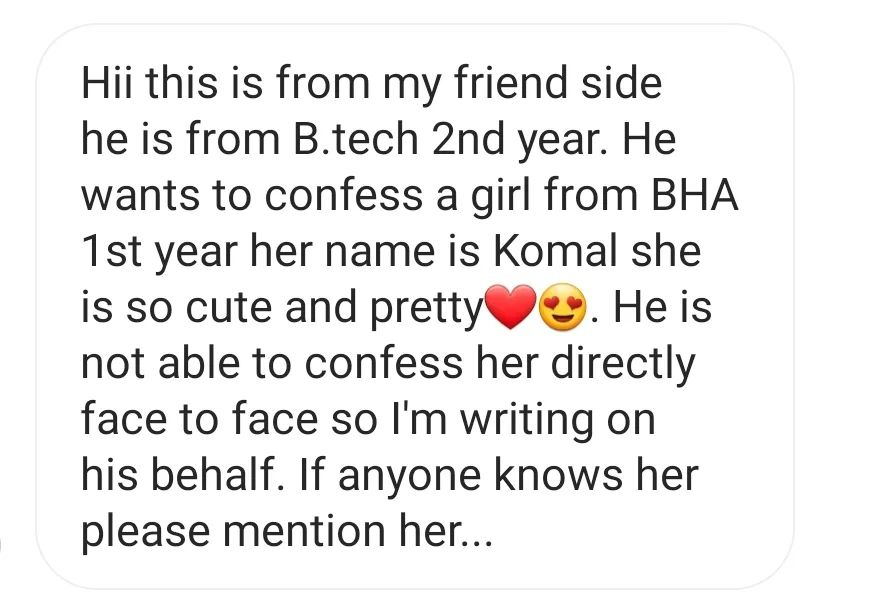 Hii this is from my friend side
he is from B.tech 2nd year. He
wants to confess a girl from BHA
1st year her name is Komal she
is so cute and pretty❤️😍. He is
not able to confess her directly
face to face so I'm writing on
his behalf. If anyone knows her
please mention her...